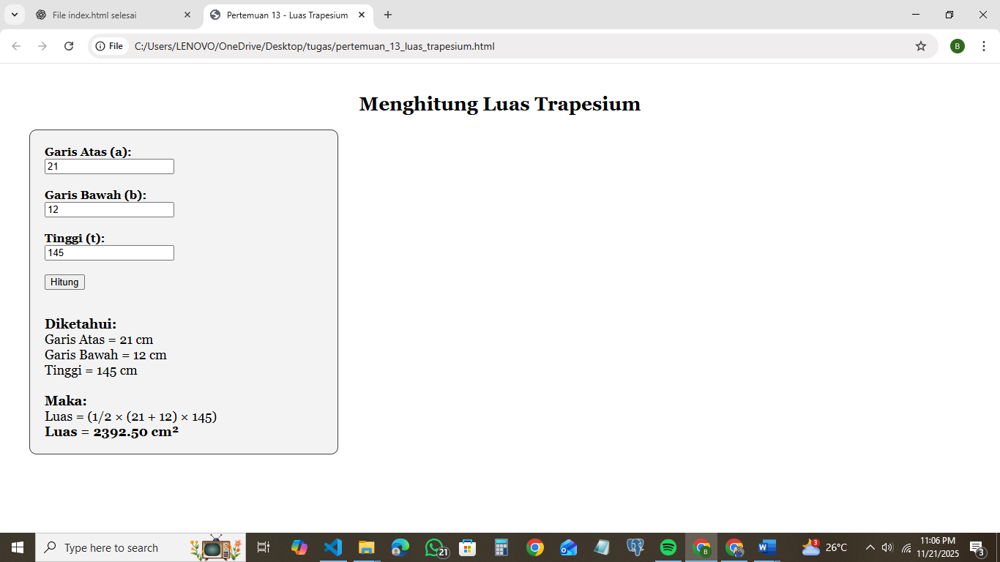 File index.html selesai
Pertemuan 13 - Luas Trapesium
File
C:/Users/LENOVO/OneDrive/Desktop/tugas/pertemuan_13_luas_trapesium.html
B
Menghitung Luas Trapesium
Garis Atas (a):
21
Garis Bawah (b):
12
Tinggi (t):
145
Hitung
Diketahui:
Garis Atas = 21 cm
Garis Bawah = 12 cm
Tinggi = 145 cm
Maka:
Luas = (1/2 × (21 + 12) × 145)
Luas = 2392.50 cm²
Type here to search
21
B
3
26°C
11:06 PM
11/21/2025
3